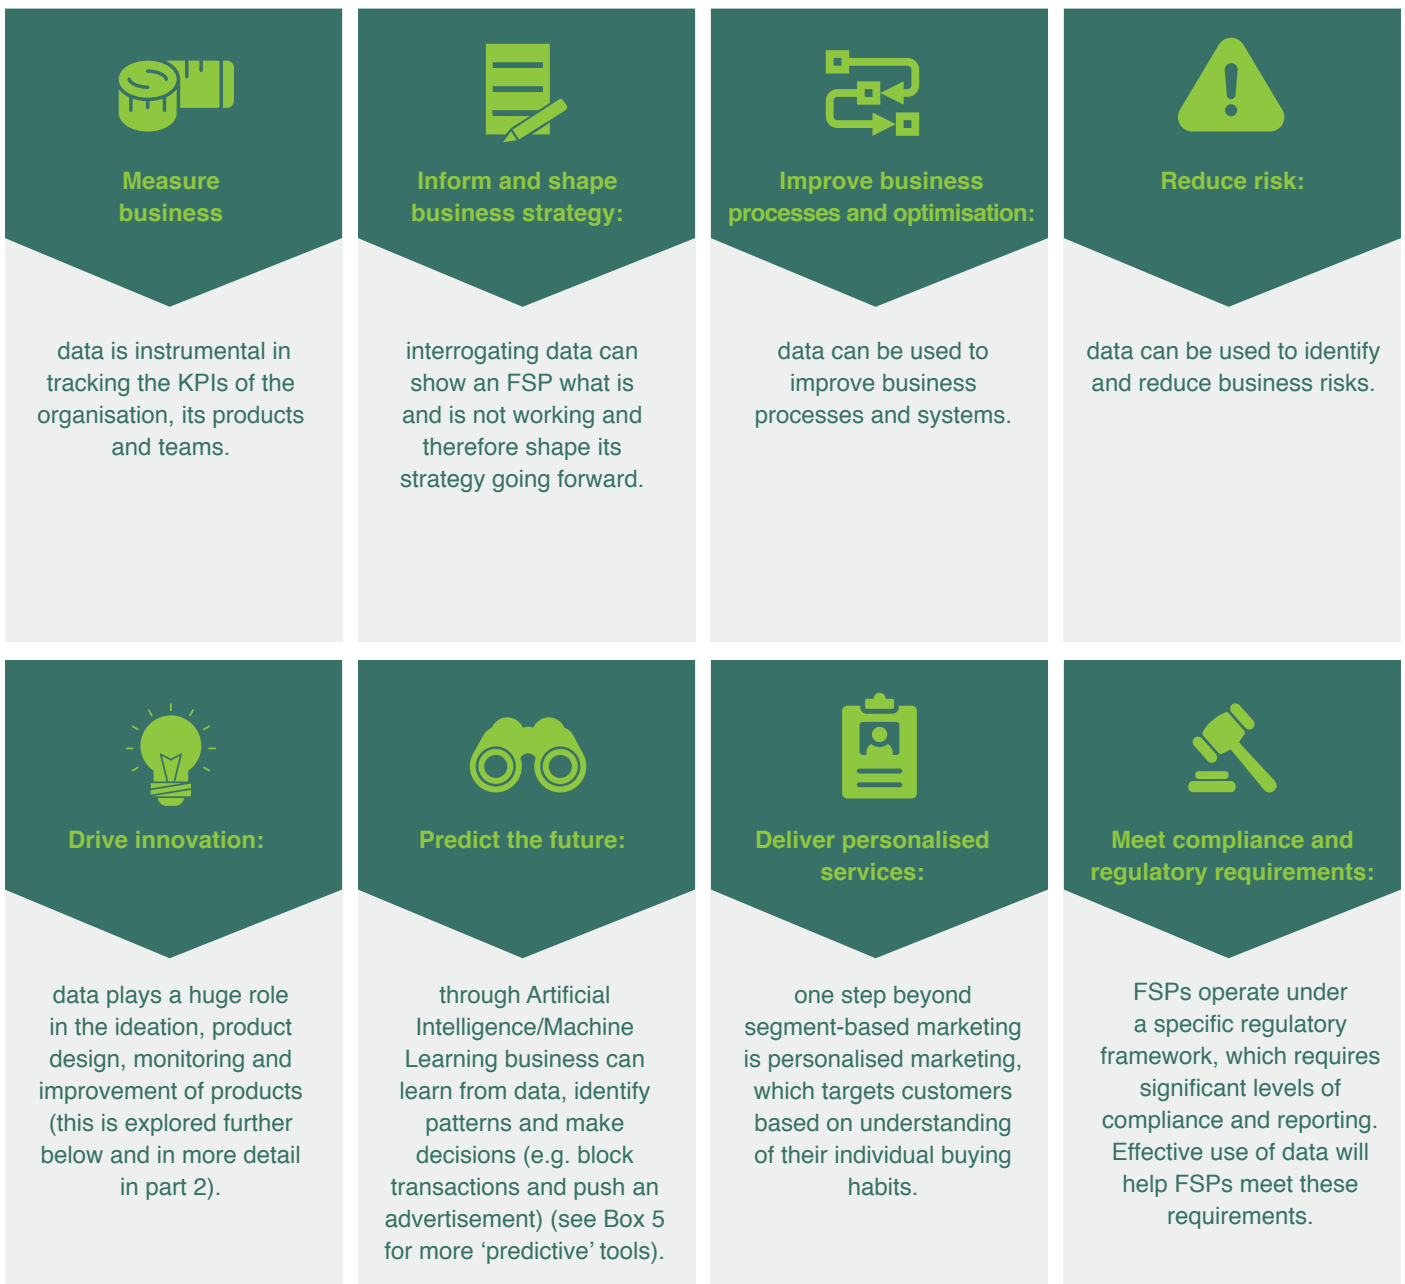 Measure
business
data is instrumental in
tracking the KPIs of the
organisation, its products
and teams.
Inform and shape
business strategy:
interrogating data can
show an FSP what is
and is not working and
therefore shape its
strategy going forward.
Improve business
processes and optimisation:
data can be used to
improve business
processes and systems.
Reduce risk:
data can be used to identify
and reduce business risks.
Drive innovation:
data plays a huge role
in the ideation, product
design, monitoring and
improvement of products
(this is explored further
below and in more detail
in part 2).
Predict the future:
through Artificial
Intelligence/Machine
Learning business can
learn from data, identify
patterns and make
decisions (e.g. block
transactions and push an
advertisement) (see Box 5
for more ‘predictive’ tools).
Deliver personalised
services:
one step beyond
segment-based marketing
is personalised marketing,
which targets customers
based on understanding
of their individual buying
habits.
Meet compliance and
regulatory requirements:
FSPs operate under
a specific regulatory
framework, which requires
significant levels of
compliance and reporting.
Effective use of data will
help FSPs meet these
requirements.